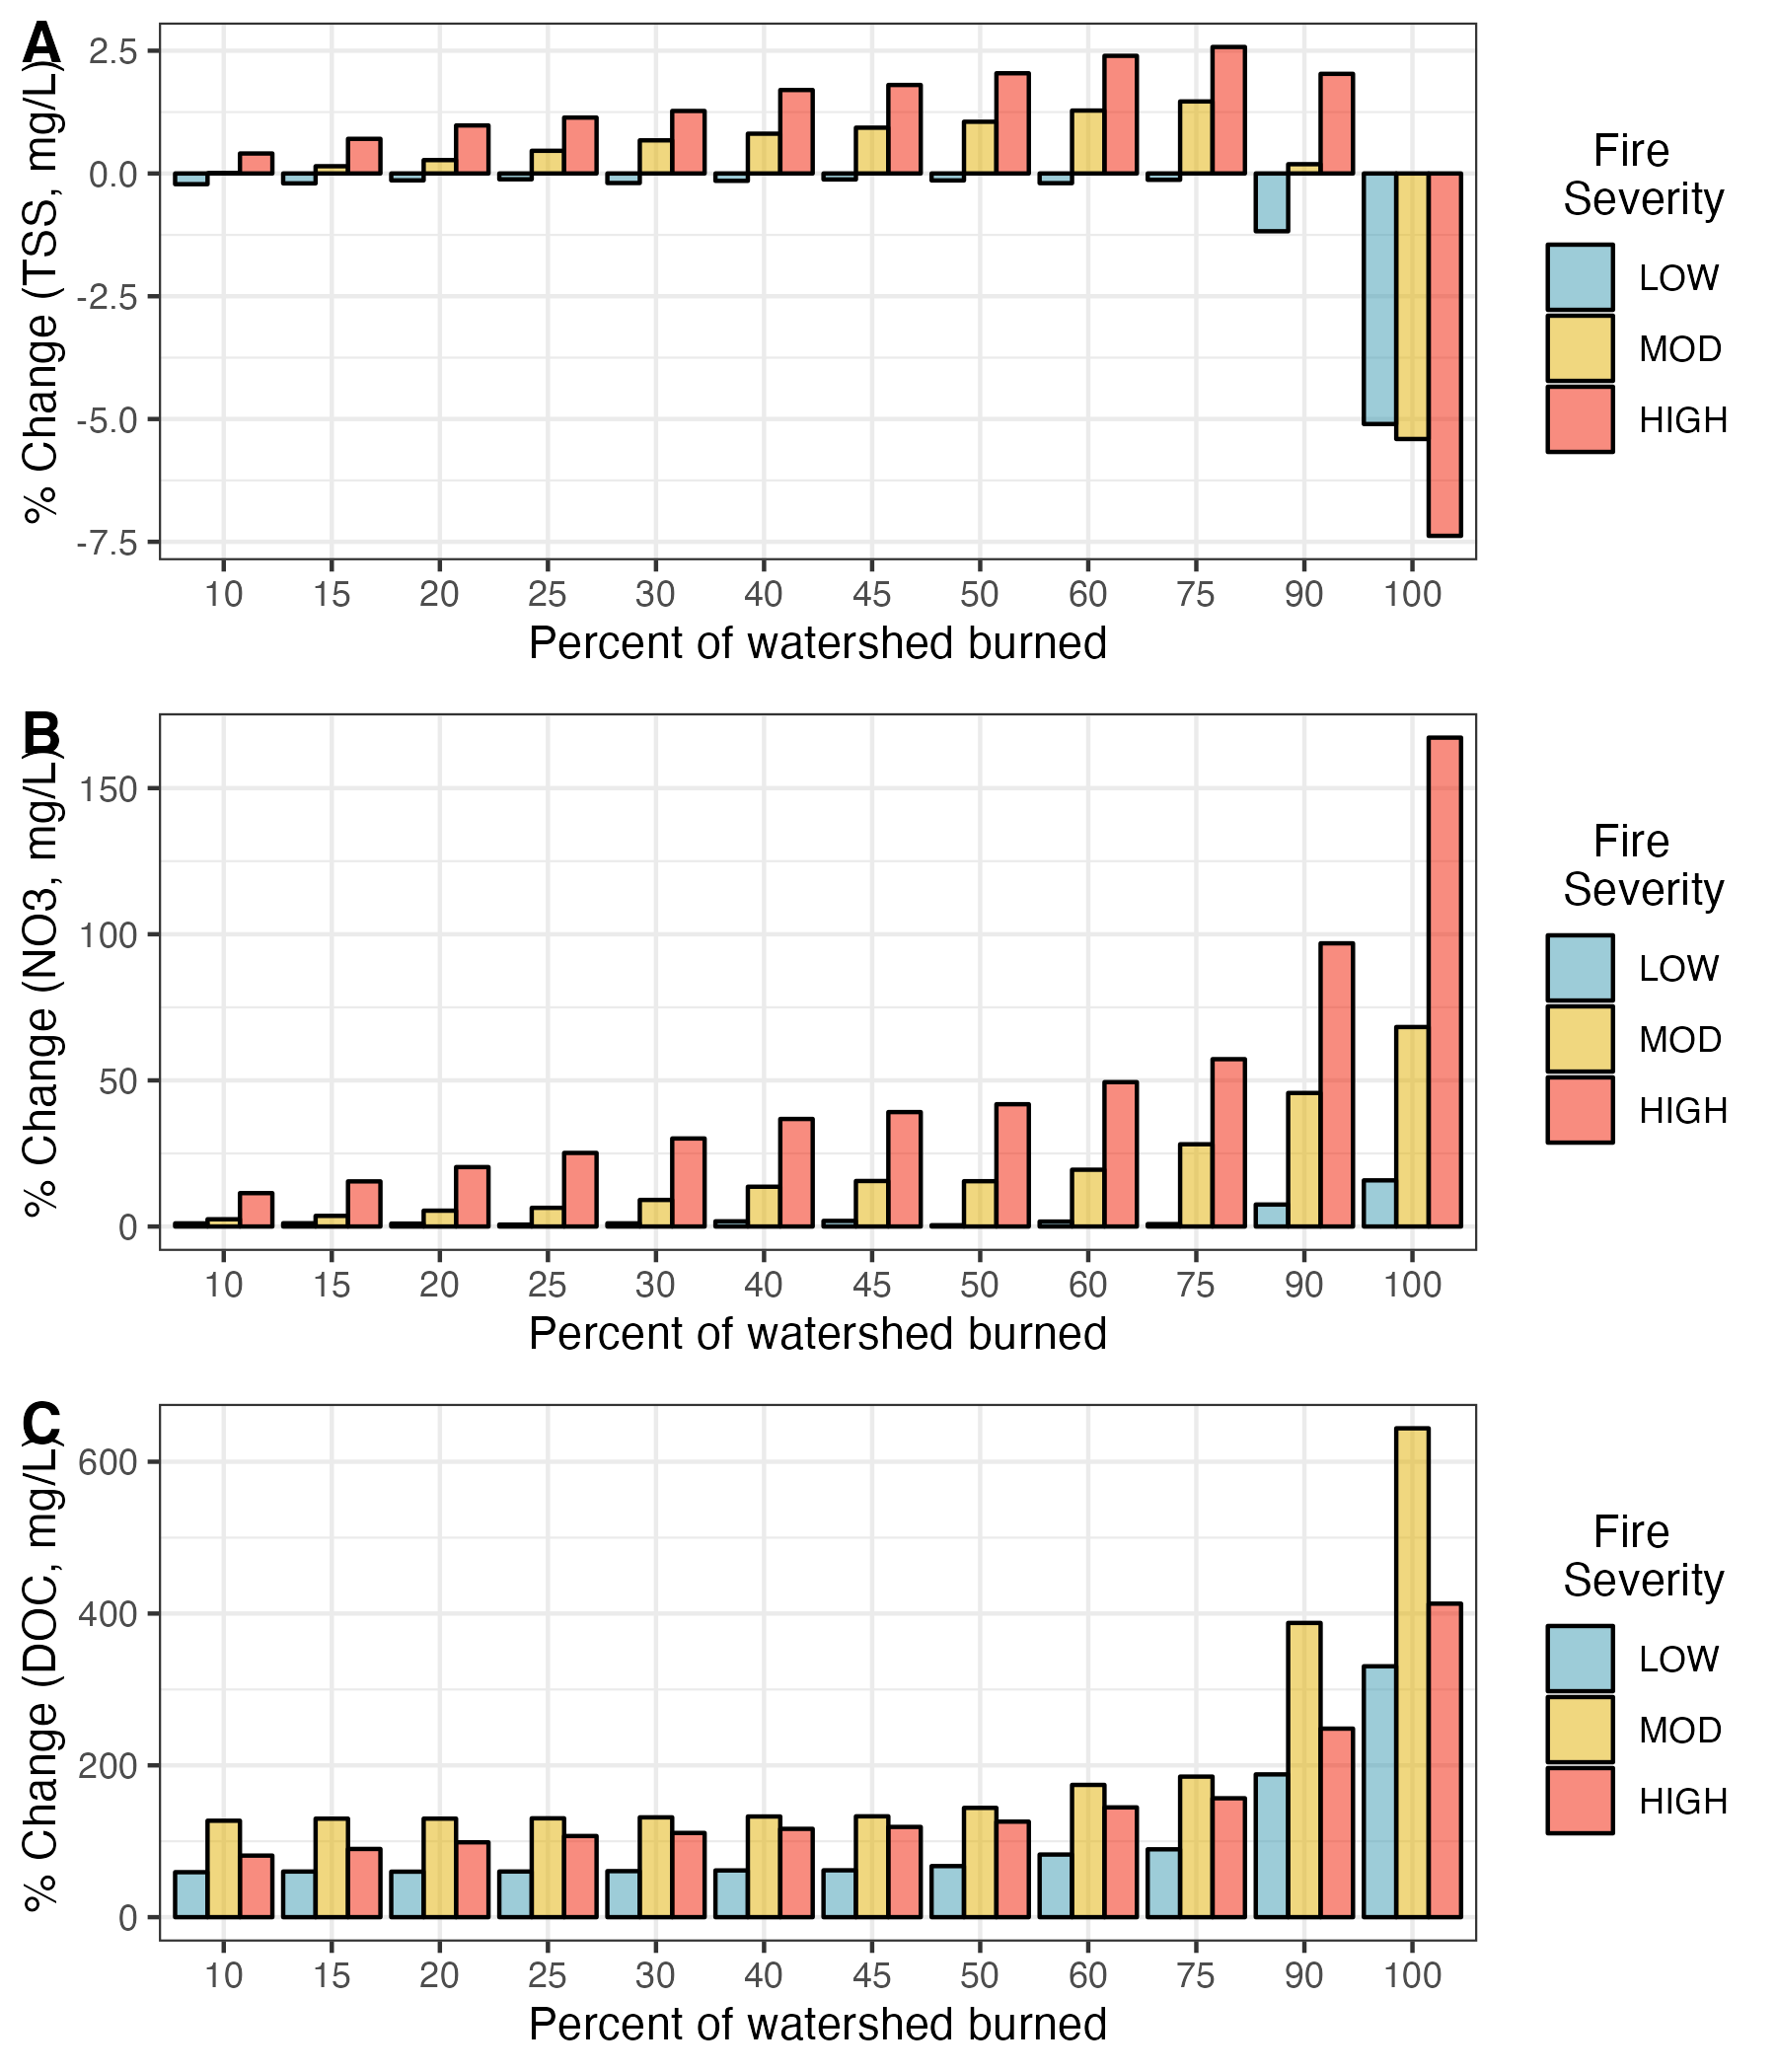 A
% Change (TSS, mg/L)
2.5
0.0
-2.5
-5.0
-7.5
10 15 20 25 30 40 45 50 60 75 90 100
Percent of watershed burned
Fire
Severity
LOW
MOD
HIGH
B
% Change (NO3, mg/L)
150
100
50
0
10 15 20 25 30 40 45 50 60 75 90 100
Percent of watershed burned
Fire
Severity
LOW
MOD
HIGH
C
% Change (DOC, mg/L)
600
400
200
0
10 15 20 25 30 40 45 50 60 75 90 100
Percent of watershed burned
Fire
Severity
LOW
MOD
HIGH